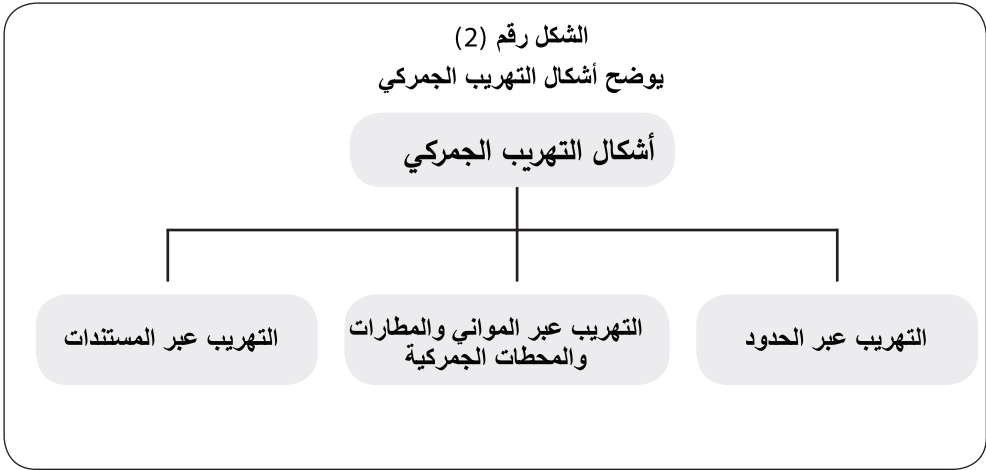 الشكل رقم (2)
يوضح أشكال التهريب الجمركي
أشكال التهريب الجمركي
التهريب عبر الحدود
التهريب عبر المواني والمطارات
والمحطات الجمركية
التهريب عبر المستندات